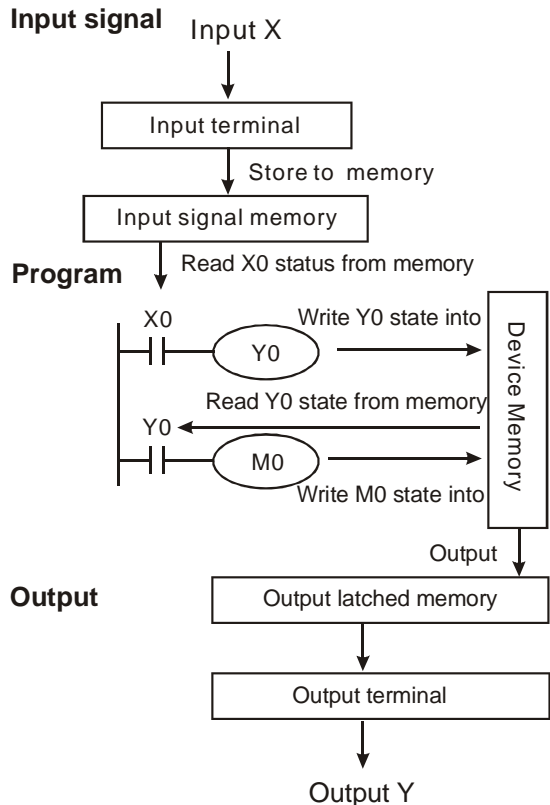 Input signal
Input X
Input terminal
Store to memory
Input signal memory
Read X0 status from memory
Program
X0
Write Y0 state into
Y0
Read Y0 state from memory
Y0
M0
Write M0 state into
Device Memory
Output
Output
Output latched memory
Output terminal
Output Y